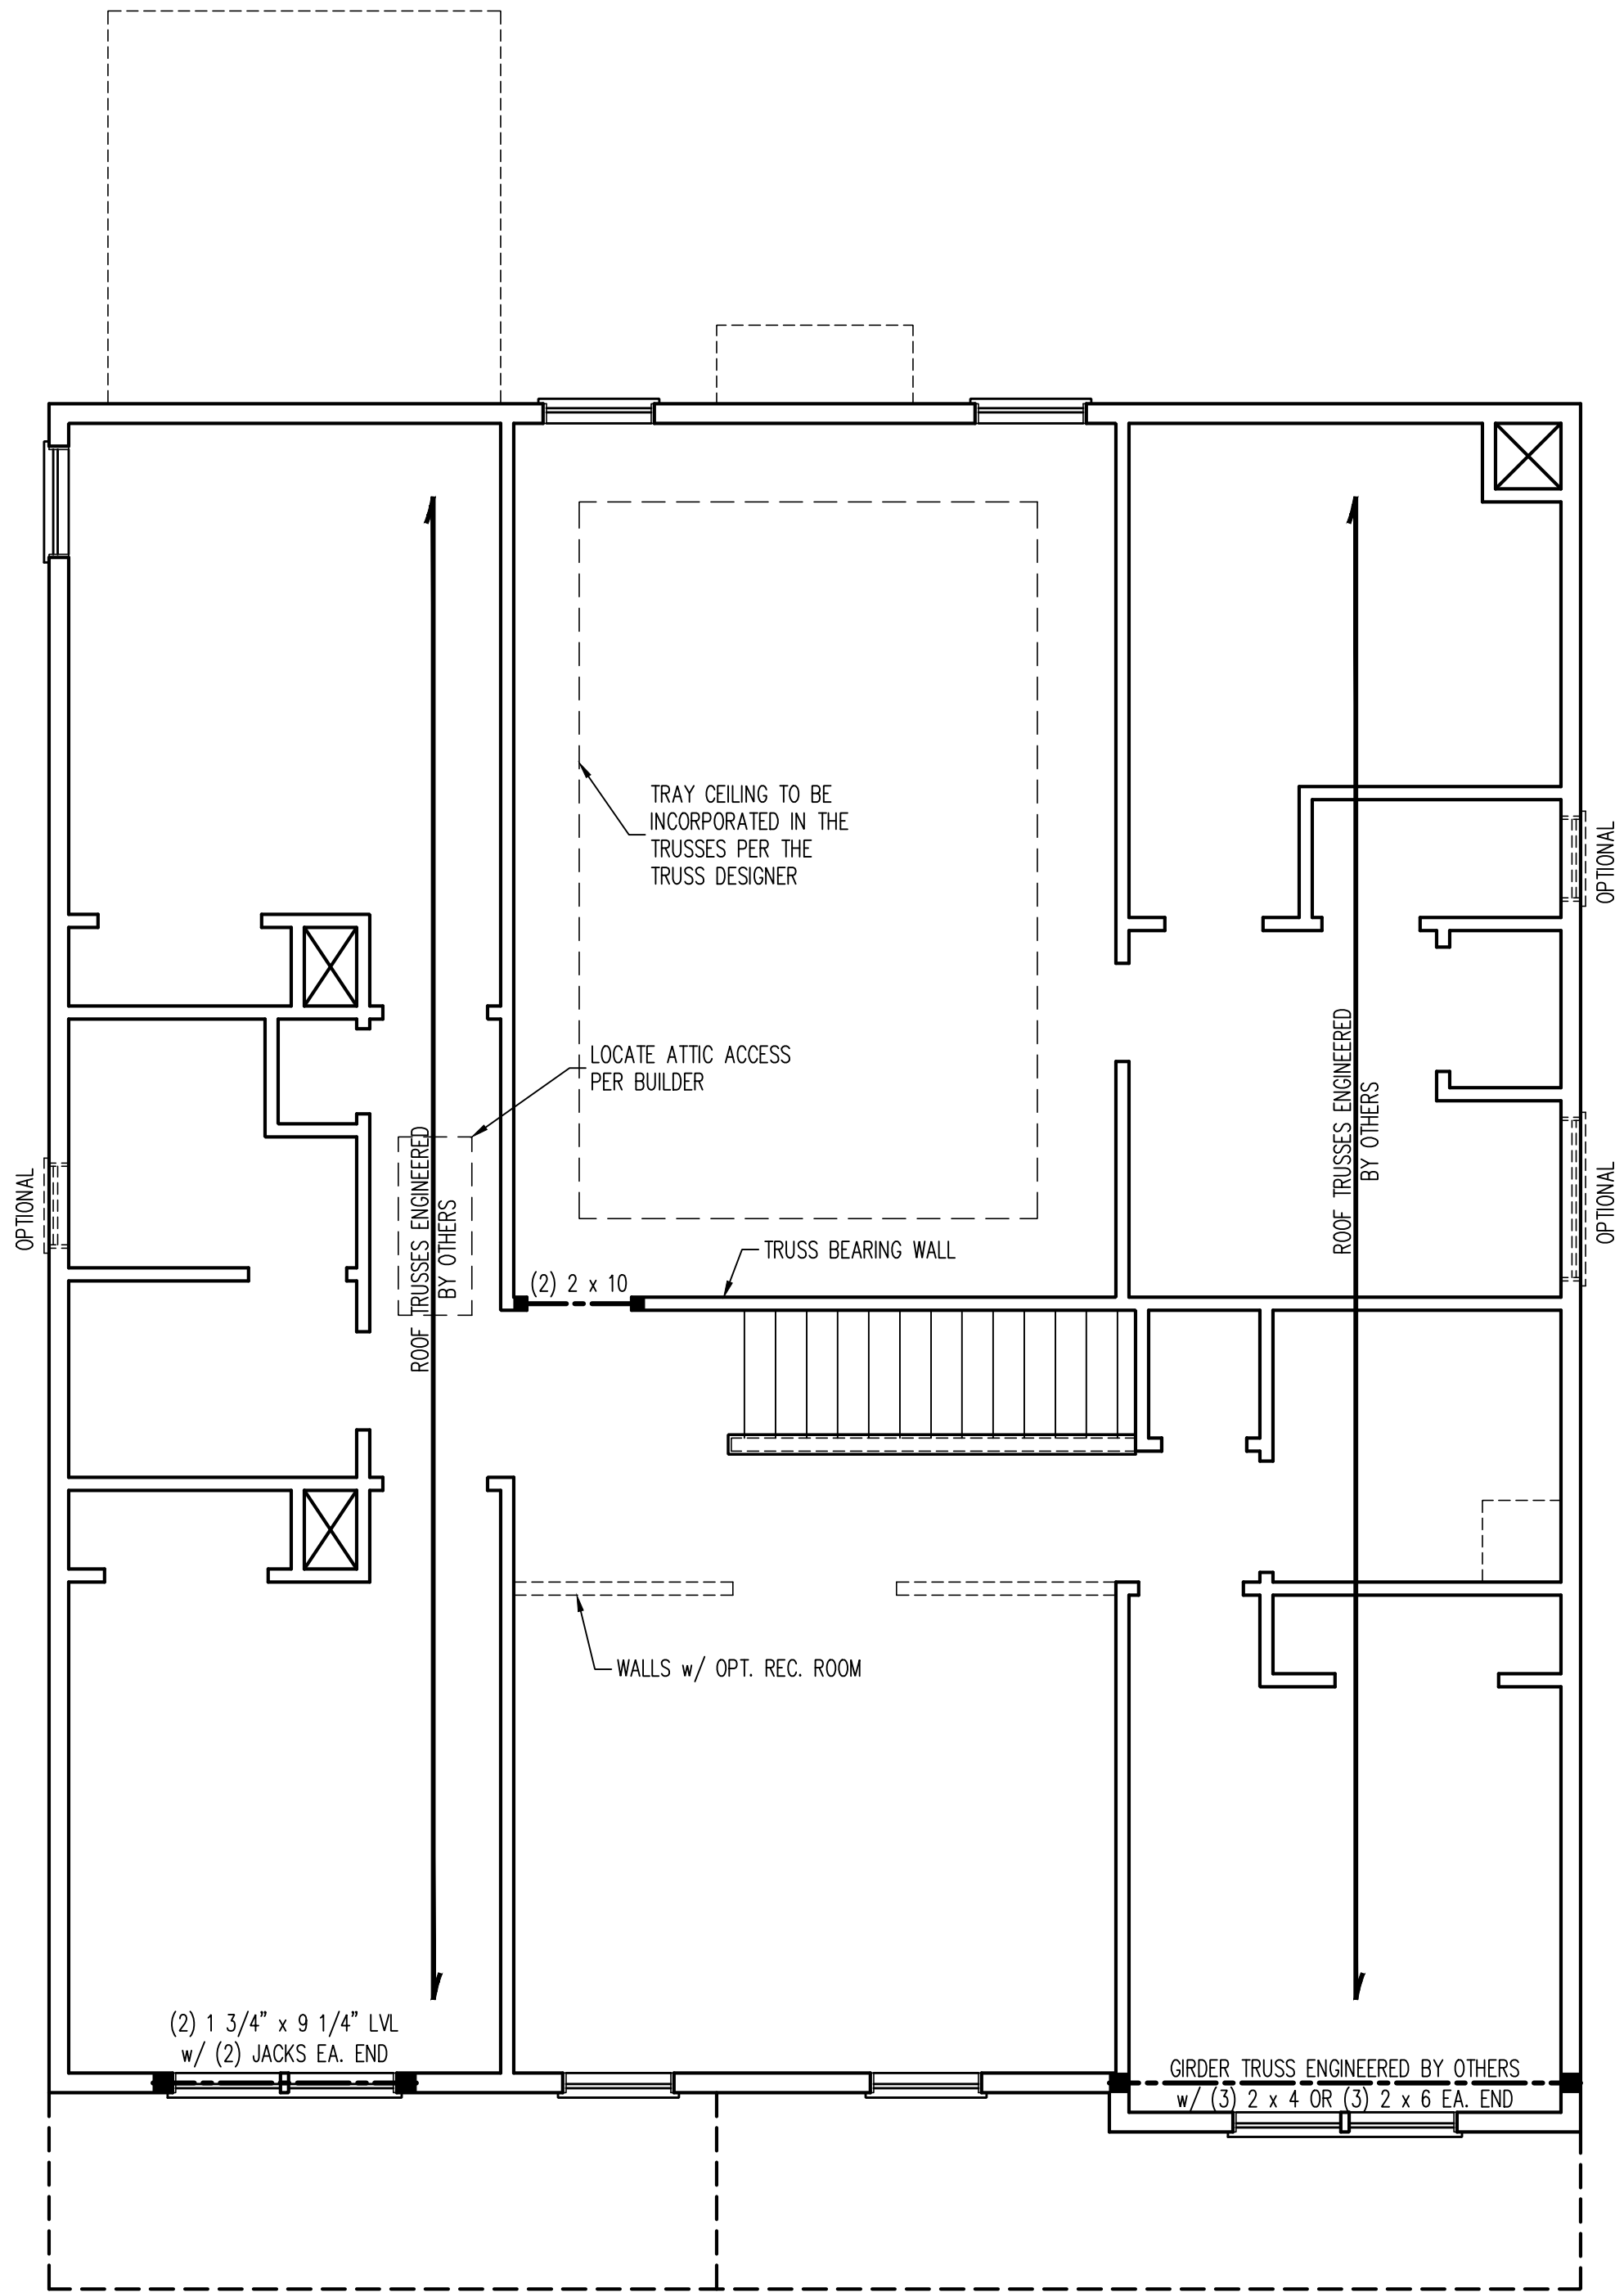 TRAY CEILING TO BE
INCORPORATED IN THE
TRUSSES PER THE
TRUSS DESIGNER
OPTIONAL
LOCATE ATTIC ACCESS
PER BUILDER
ROOF TRUSSES ENGINEERED
BY OTHERS
ROOF TRUSSES ENGINEERED
BY OTHERS
OPTIONAL
OPTIONAL
TRUSS BEARING WALL
(2) 2 x 10
WALLS w/ OPT. REC. ROOM
(2) 1 3/4" x 9 1/4" LVL
w/ (2) JACKS EA. END
GIRDER TRUSS ENGINEERED BY OTHERS
w/ (3) 2 x 4 OR (3) 2 x 6 EA. END